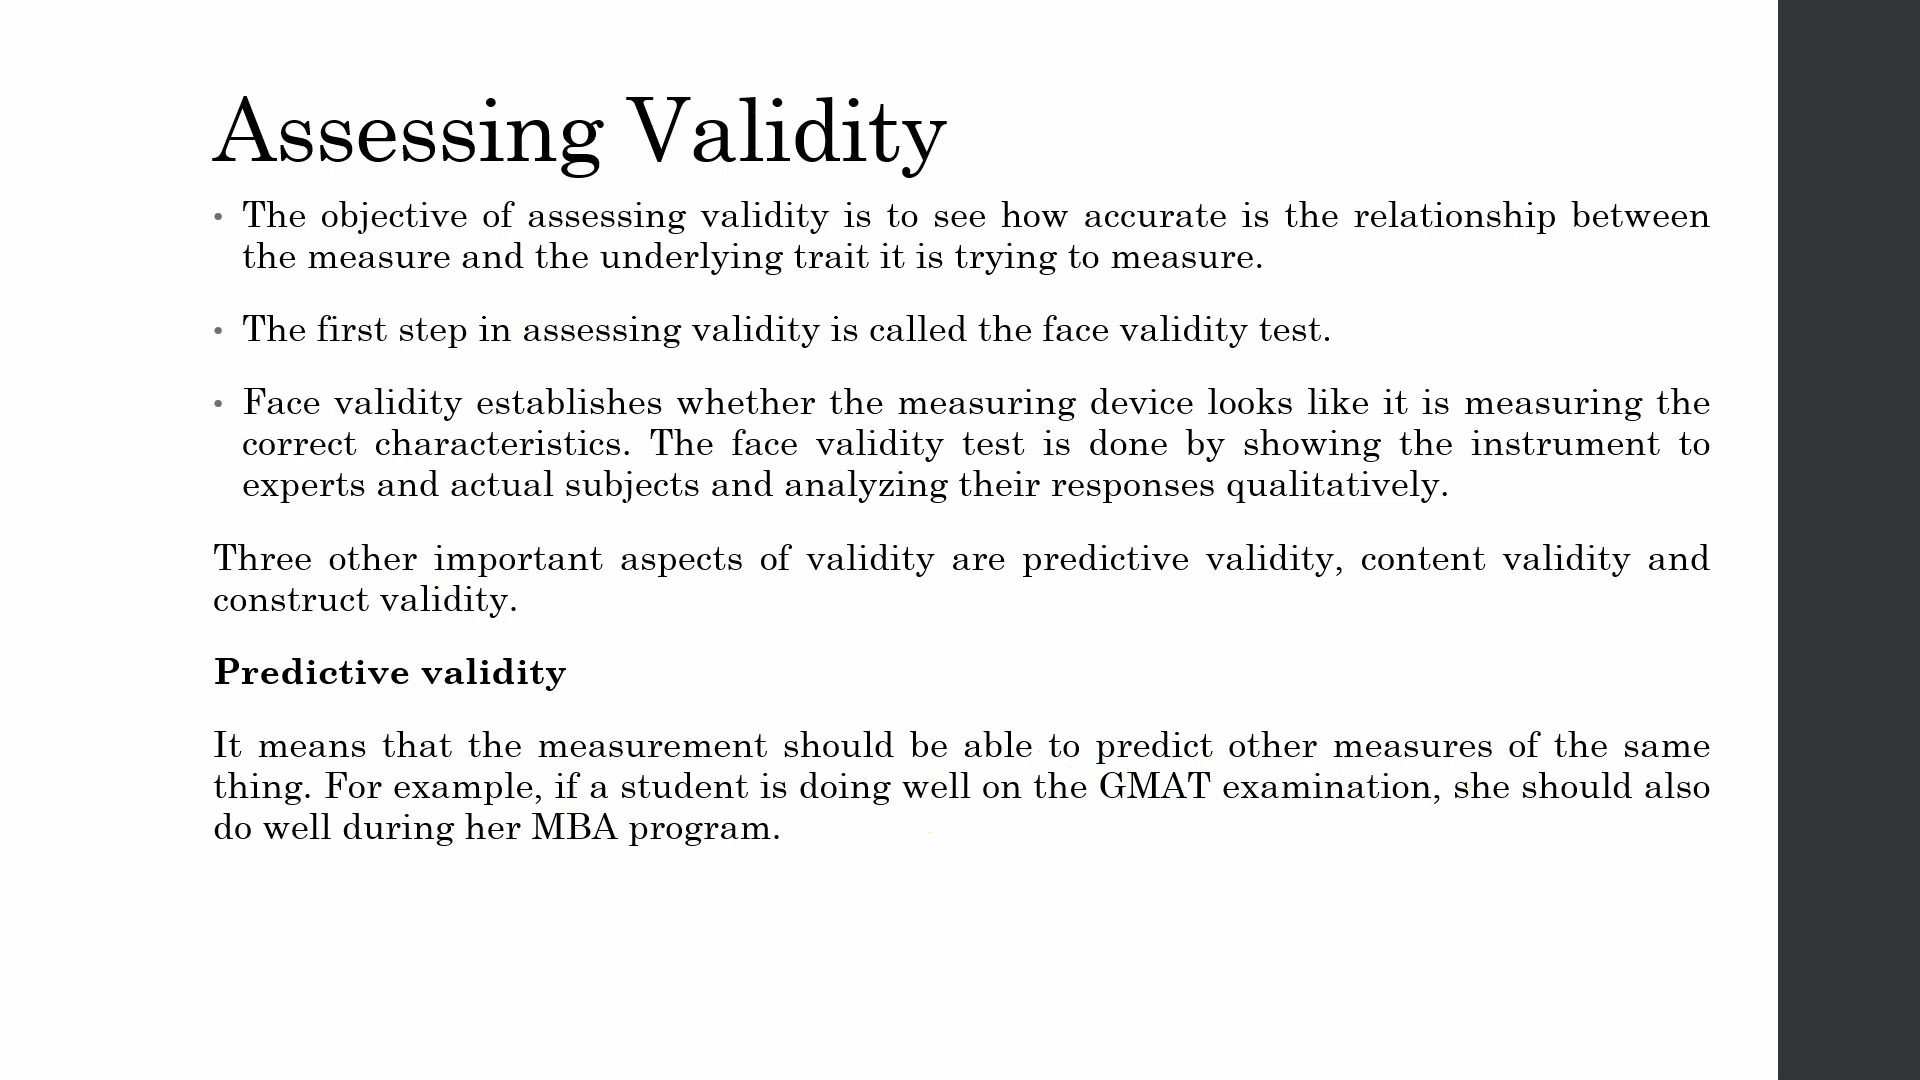 Assessing Validity
• The objective of assessing validity is to see how accurate is the relationship between
the measure and the underlying trait it is trying to measure.
• The first step in assessing validity is called the face validity test.
• Face validity establishes whether the measuring device looks like it is measuring the
correct characteristics. The face validity test is done by showing the instrument to
experts and actual subjects and analyzing their responses qualitatively.
Three other important aspects of validity are predictive validity, content validity and
construct validity.
Predictive validity
It means that the measurement should be able to predict other measures of the same
thing. For example, if a student is doing well on the GMAT examination, she should also
do well during her MBA program.